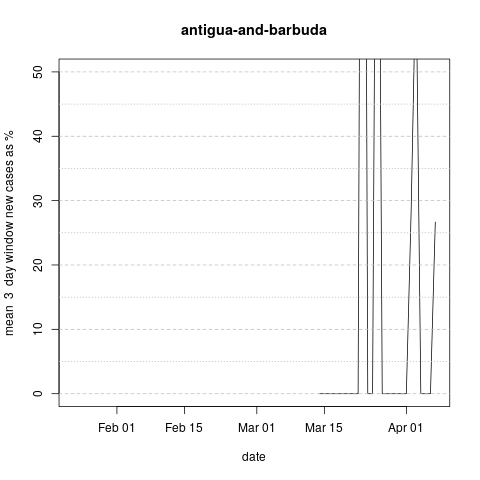 antigua-and-barbuda
mean  3  day window new cases as %
50
40
30
20
10
0
Feb 01 Feb 15 Mar 01 Mar 15 Apr 01
date